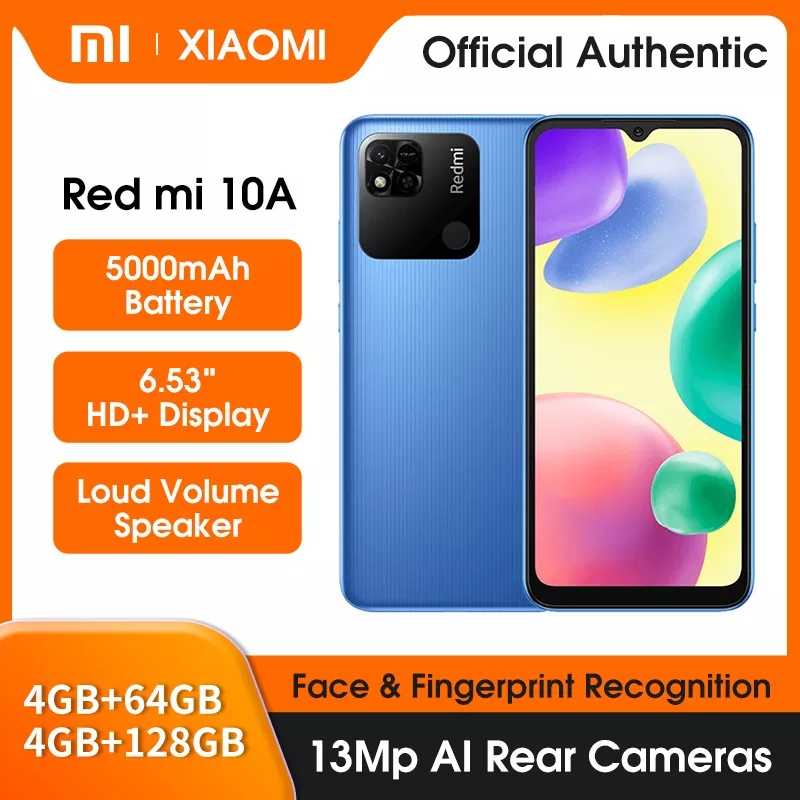 mi | XIAOMI
Official Authentic
Red mi 10A
5000mAh
Battery
6.53"
HD+ Display
Loud Volume
Speaker
Redmi
4GB+64GB
4GB+128GB
Face & Fingerprint Recognition
13Mp AI Rear Cameras